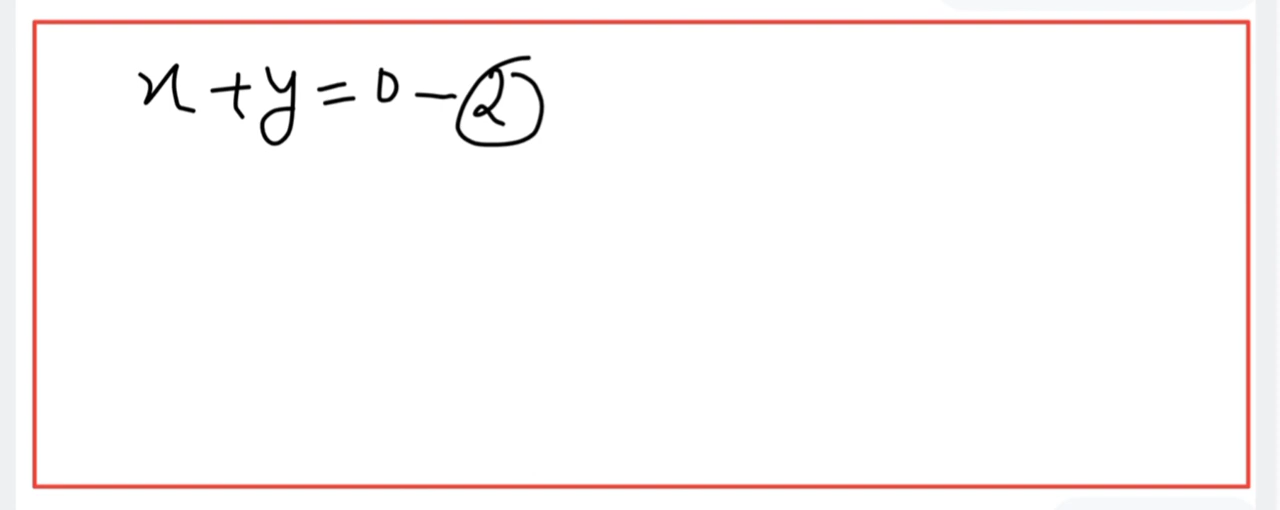 x + y = 0 - ②